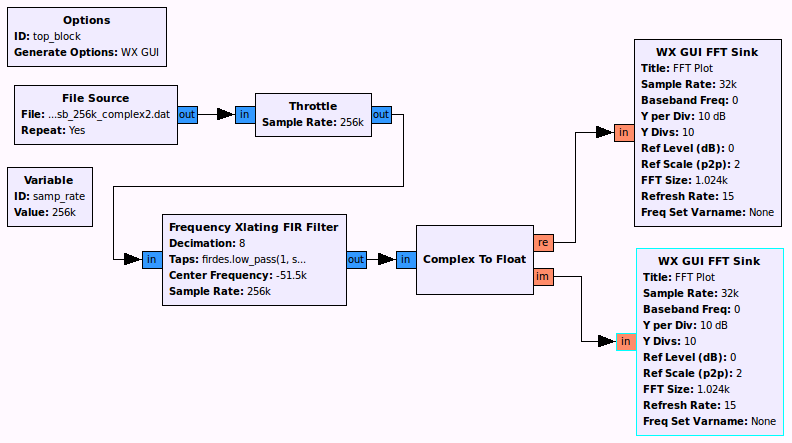 Options
ID: top_block
Generate Options: WX GUI
File Source
File: ...sb_256k_complex2.dat
Repeat: Yes
out
in
Throttle
Sample Rate: 256k
out
Variable
ID: samp_rate
Value: 256k
in
Frequency Xlating FIR Filter
Decimation: 8
Taps: firdes.low_pass(1, s...
Center Frequency: -51.5k
Sample Rate: 256k
out
in
Complex To Float
re
im
in
WX GUI FFT Sink
Title: FFT Plot
Sample Rate: 32k
Baseband Freq: 0
Y per Div: 10 dB
Y Divs: 10
Ref Level (dB): 0
Ref Scale (p2p): 2
FFT Size: 1.024k
Refresh Rate: 15
Freq Set Varname: None
in
WX GUI FFT Sink
Title: FFT Plot
Sample Rate: 32k
Baseband Freq: 0
Y per Div: 10 dB
Y Divs: 10
Ref Level (dB): 0
Ref Scale (p2p): 2
FFT Size: 1.024k
Refresh Rate: 15
Freq Set Varname: None